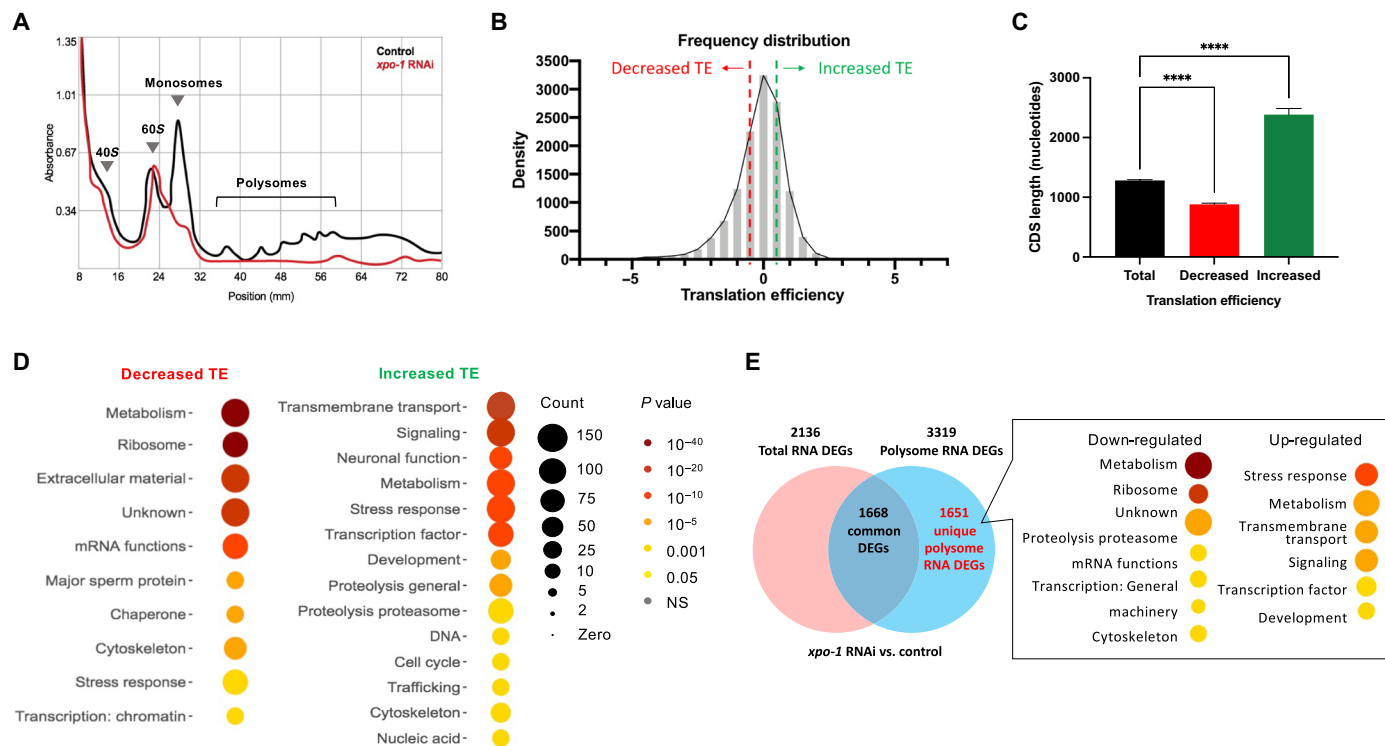 A
1.35
1.01
0.67
0.34
Absorbance
8
16
24
32
40
48
56
64
72
80
Position (mm)
Control
xpo-1 RNAi
Monosomes
40S
60S
Polysomes
B
Frequency distribution
Decreased TE
Increased TE
Density
3500
3000
2500
2000
1500
1000
500
0
−5
0
5
Translation efficiency
C
****
****
CDS length (nucleotides)
3000
2000
1000
0
Total
Decreased
Increased
Translation efficiency
D
Decreased TE
Metabolism-
Ribosome-
Extracellular material-
Unknown-
mRNA functions-
Major sperm protein-
Chaperone-
Cytoskeleton-
Stress response-
Transcription: chromatin-
Increased TE
Transmembrane transport-
Signaling-
Neuronal function-
Metabolism-
Stress response-
Transcription factor-
Development-
Proteolysis general-
Proteolysis proteasome-
DNA-
Cell cycle-
Trafficking-
Cytoskeleton-
Nucleic acid-
Count
150
100
75
50
25
10
5
2
Zero
P value
10⁻⁴⁰
10⁻²⁰
10⁻¹⁰
10⁻⁵
0.001
0.05
NS
E
2136
Total RNA DEGs
3319
Polysome RNA DEGs
1668
common
DEGs
1651
unique
polysome
RNA DEGs
xpo-1 RNAi vs. control
Down-regulated
Metabolism
Ribosome
Unknown
Proteolysis proteasome
mRNA functions
Transcription: General
machinery
Cytoskeleton
Up-regulated
Stress response
Metabolism
Transmembrane
transport
Signaling
Transcription factor
Development